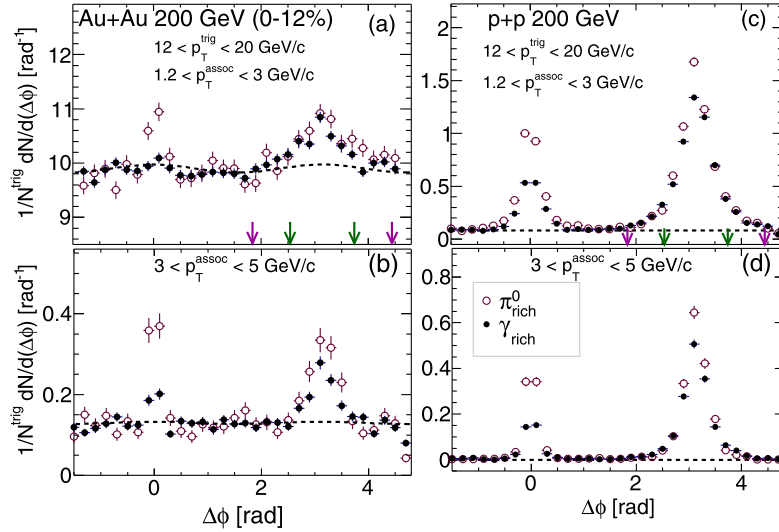 Au+Au 200 GeV (0-12%)
(a)
12 < p_T^trig < 20 GeV/c
1.2 < p_T^assoc < 3 GeV/c
p+p 200 GeV
(c)
12 < p_T^trig < 20 GeV/c
1.2 < p_T^assoc < 3 GeV/c
1/N^trig dN/d(Δϕ) [rad⁻¹]
12
11
10
9
2
1.5
1
0.5
0
(b)
3 < p_T^assoc < 5 GeV/c
3 < p_T^assoc < 5 GeV/c
(d)
π⁰_rich
γ_rich
1/N^trig dN/d(Δϕ) [rad⁻¹]
0.4
0.2
0
0.8
0.6
0.4
0.2
0
0
2
4
0
2
4
Δϕ [rad]
Δϕ [rad]